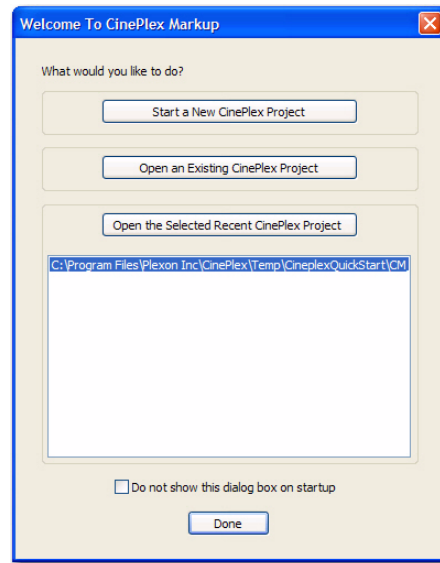 Welcome To CinePlex Markup
What would you like to do?
Start a New CinePlex Project
Open an Existing CinePlex Project
Open the Selected Recent CinePlex Project
C:\Program Files\Plexon Inc\CinePlex\Temp\CineplexQuickStart\CM
Do not show this dialog box on startup
Done